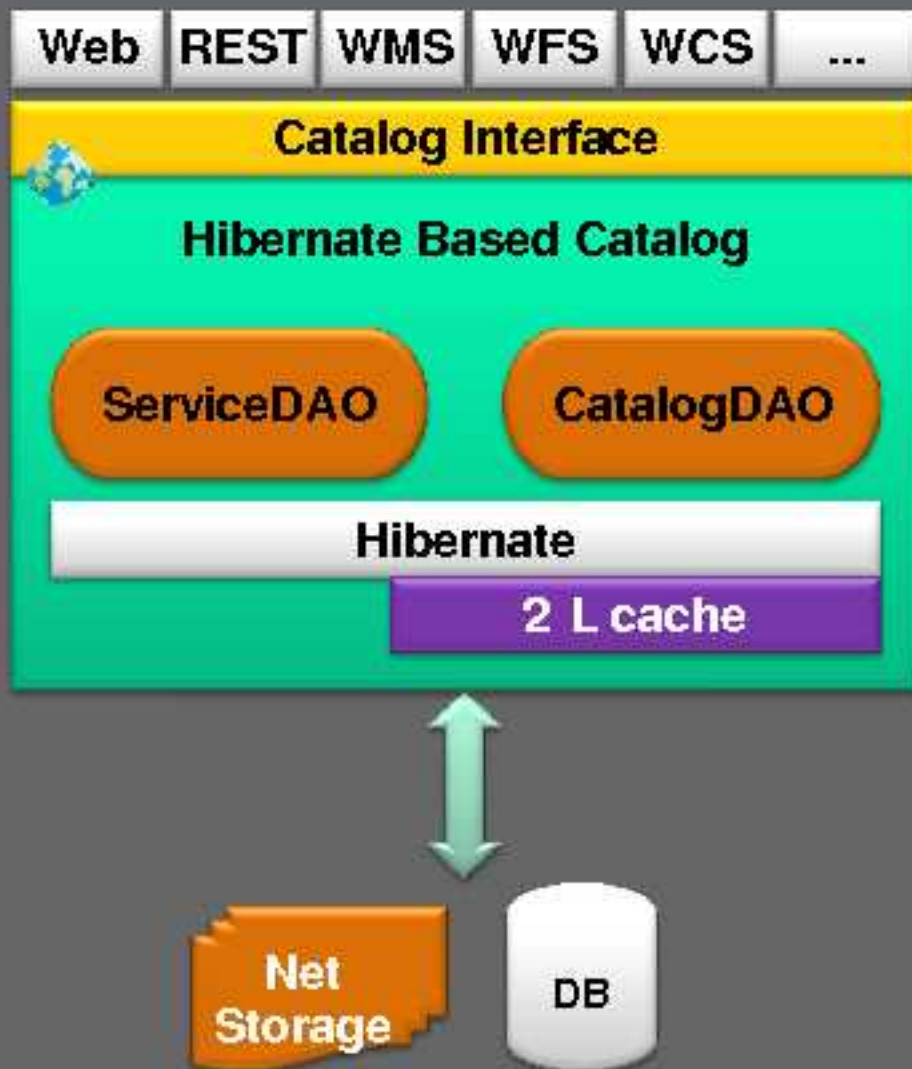 Web REST WMS WFS WCS ...
Catalog Interface
Hibernate Based Catalog
ServiceDAO CatalogDAO
Hibernate
2 L cache
Net
Storage
DB